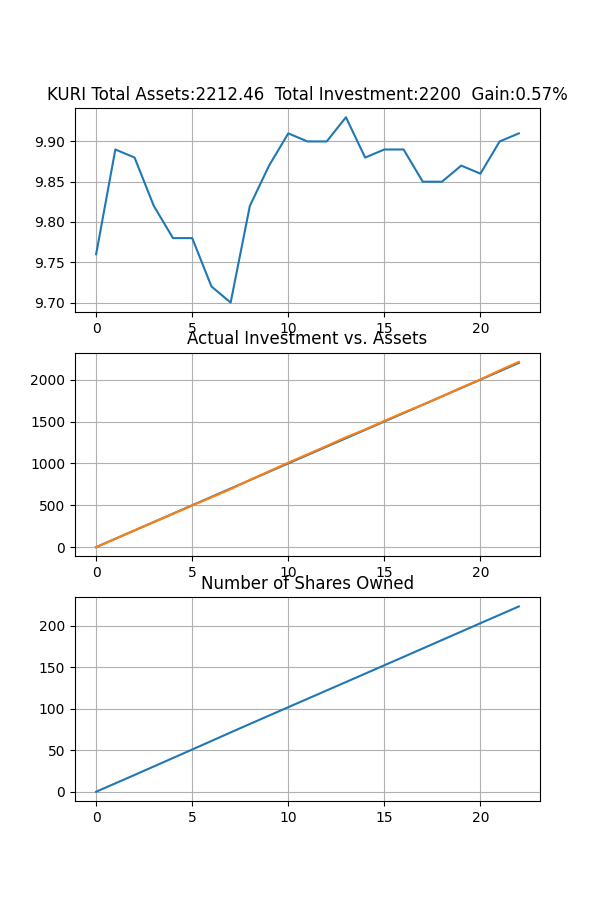 KURI Total Assets:2212.46  Total Investment:2200  Gain:0.57%
9.90
9.85
9.80
9.75
9.70
0 5 10 15 20
Actual Investment vs. Assets
2000
1500
1000
500
0
0 5 10 15 20
Number of Shares Owned
200
150
100
50
0
0 5 10 15 20